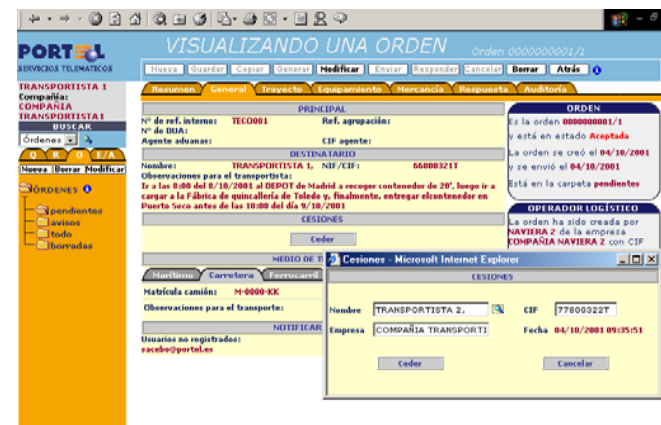 PORTEL
SERVICIOS TELEMATICOS
VISUALIZANDO UNA ORDEN
Orden 0000000001/1
Nueva Guardar Copiar Generar Modificar Enviar Responder Cancelar Borrar Atrás
TRANSPORTISTA 1
Compañía:
COMPAÑIA
TRANSPORTISTA1
BUSCAR
Órdenes
Q K O E/A
Nueva Borrar Modificar
ÓRDENES
pendientes
avisos
todo
borradas
Resumen General Trayecto Equipamiento Mercancía Respuesta Auditoría
PRINCIPAL
Nº de ref. interno: TECO001 Ref. agrupación:
Nº de DUA:
Agente aduanas: CIF agente:
DESTINATARIO
Nombre: TRANSPORTISTA 1, NIF/CIF: 66800321T
Observaciones para el transportista:
Ir a las 8:00 del 8/10/2001 al DEPOT de Madrid a recoger contenedor de 20', luego ir a
cargar a la Fábrica de quincallería de Toledo y, finalmente, entregar elcontenedor en
Puerto Seco antes de las 10:00 del día 9/10/2001
CESIONES
Ceder
MEDIO DE T
Marítimo Carretera Ferrocarril
Matrícula camión: M-0000-KK
Observaciones para el transporte:
NOTIFICAR
Usuarios no registrados:
sacebo@portel.es
ORDEN
Es la orden 0000000001/1
y está en estado Aceptada
La orden se creó el 04/10/2001
y se envió el 04/10/2001
Está en la carpeta pendientes
OPERADOR LOGÍSTICO
La orden ha sido creada por
NAVIERA 2 de la empresa
COMPAÑIA NAVIERA 2 con CIF
Cesiones - Microsoft Internet Explorer
CESIONES
Nombre TRANSPORTISTA 2, CIF 77800322T
Empresa COMPAÑIA TRANSPORTI Fecha 04/10/2001 09:35:51
Ceder Cancelar